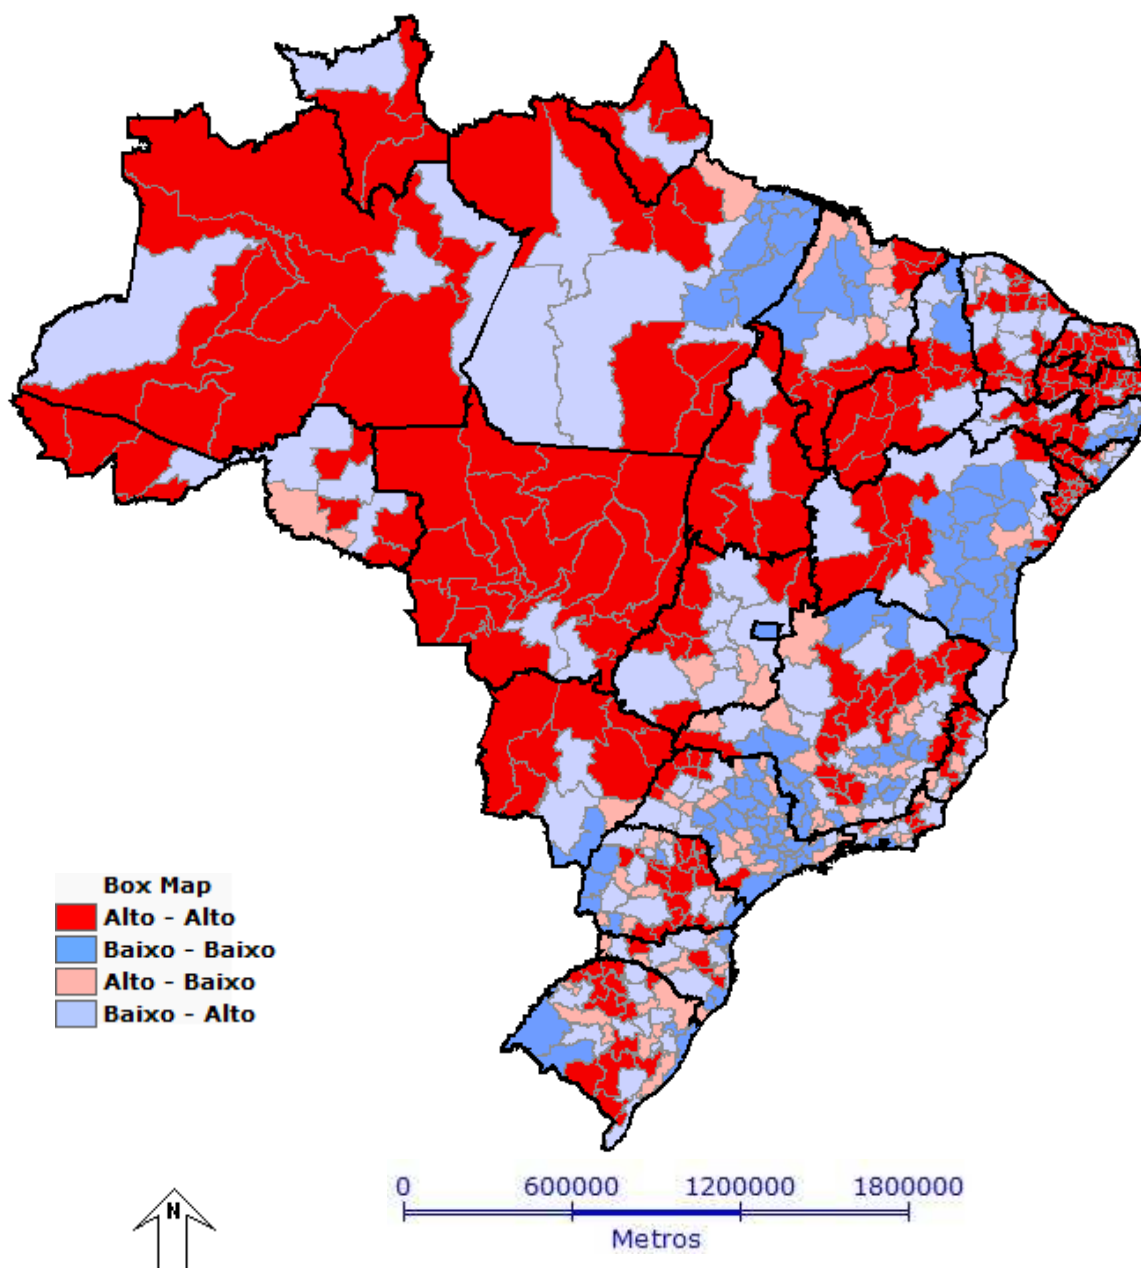 Box Map
Alto - Alto
Baixo - Baixo
Alto - Baixo
Baixo - Alto
0 600000 1200000 1800000
Metros
N